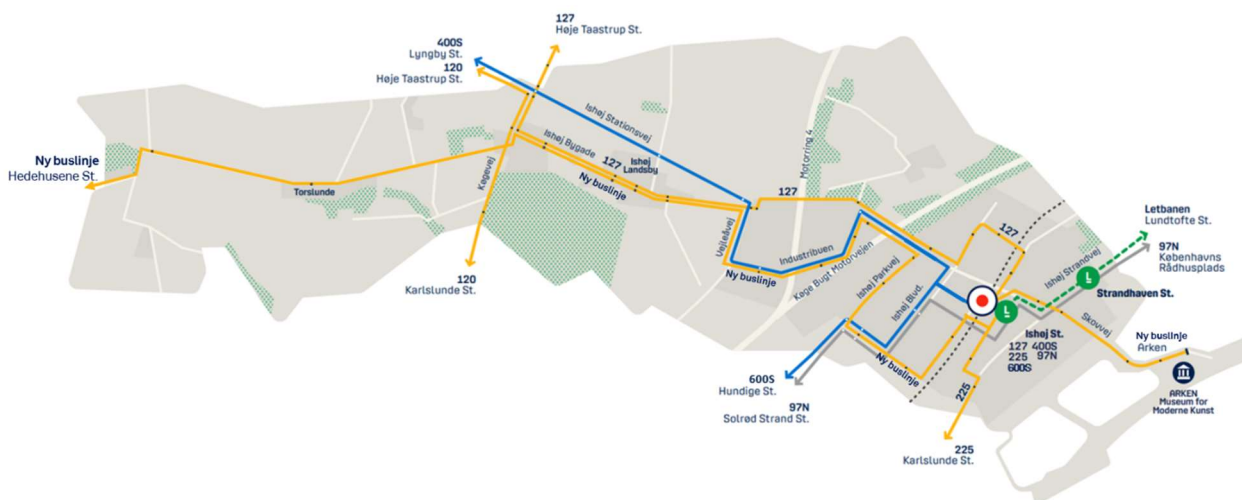 127
Høje Taastrup St.
400S
Lyngby St.
120
Høje Taastrup St.
Ishøj Stationsvej
Motorring 4
Ishøj Bygade
127
Ishøj
Landsby
Ny buslinje
Køgevej
Ny buslinje
Hedehusene St.
Torslunde
127
127
Letbanen
Lundtofte St.
97N
Københavns
Rådhusplads
Vejleåvej
Industribuen
Ny buslinje
Køge Bugt Motorvejen
Ishøj Parkvej
Ishøj Blvd.
Ishøj Strandvej
L
Strandhaven St.
120
Karlslunde St.
L
Ishøj St.
127 400S
225 97N
600S
Skovvej
Ny buslinje
Arken
Ny buslinje
ARKEN
Museum for
Moderne Kunst
600S
Hundige St.
97N
Solrød Strand St.
225
225
Karlslunde St.